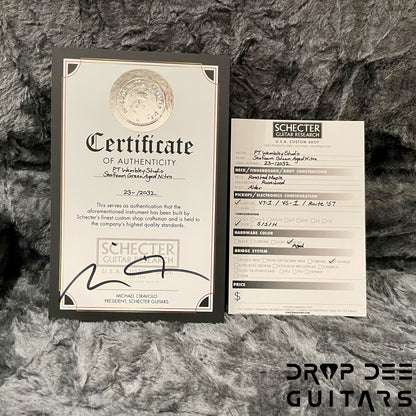 Certificate
OF AUTHENTICITY
PT Wembley Studio
Seafoam Green Aged Nitro
23-12032
This serves as authentication that the
aforementioned instrument has been built by
Schecter's finest custom shop craftsman and is held to
the company's highest quality standards.
SCHECTER
GUITAR RESEARCH
U.S.A. CUSTOM SHOP
MICHAEL CIRAVOLO
PRESIDENT, SCHECTER GUITARS
SCHECTER
GUITAR RESEARCH
U.S.A. CUSTOM SHOP
PT Wembley Studio
Seafoam Green Aged Nitro
23-12032
NECK / FINGERBOARD / BODY CONSTRUCTION
Roasted Maple
Rosewood
Alder
PICKUPS/ELECTRONICS CONFIGURATION
VT-1 / VS-1 / Route '57
CONFIGURATION
S/S/H
HARDWARE COLOR
Aged
BRIDGE SYSTEM
PRICE
$
DROP DEE
GUITARS